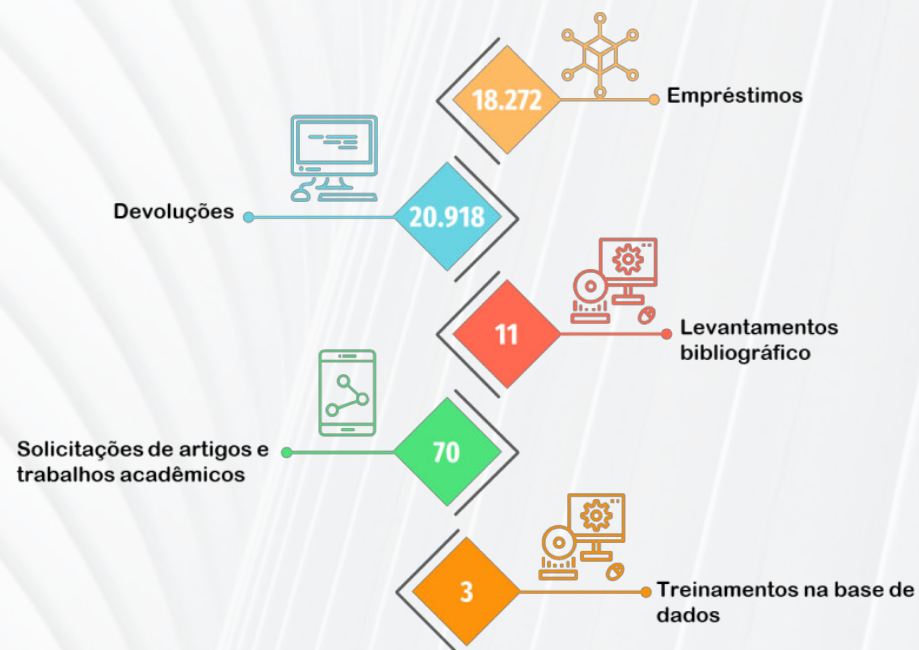 18.272
Empréstimos
Devoluções
20.918
11
Levantamentos
bibliográfico
Solicitações de artigos e
trabalhos acadêmicos
70
3
Treinamentos na base de
dados